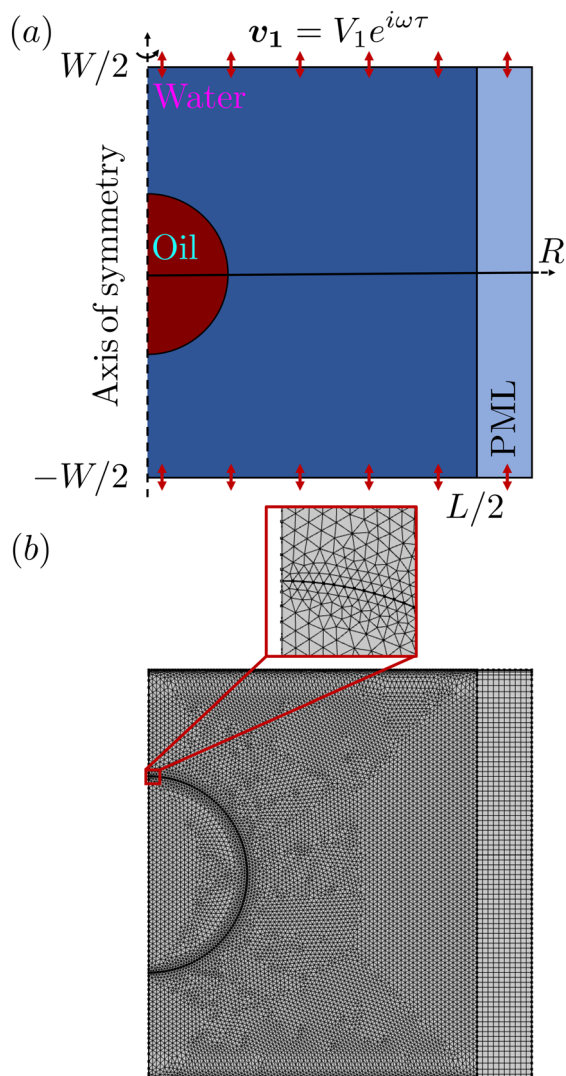 (a)
v₁ = V₁e^{iωτ}
W/2
Water
Axis of symmetry
Oil
R
PML
−W/2
L/2
(b)